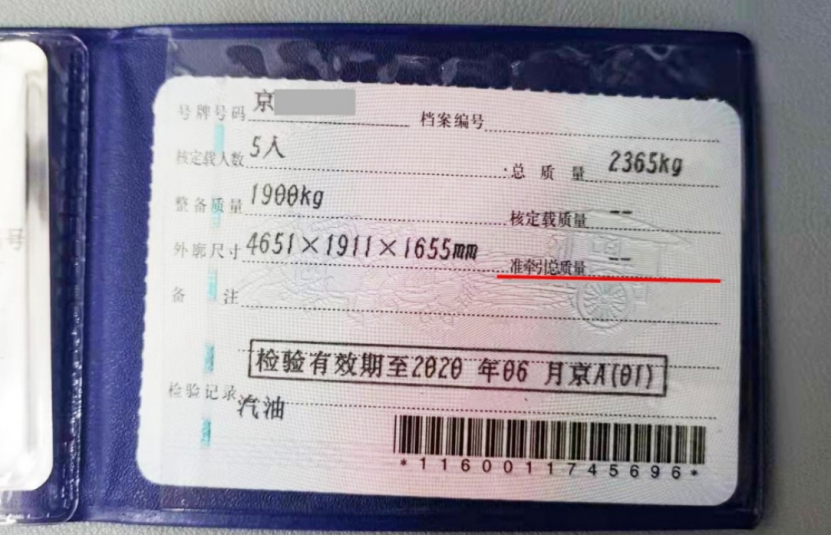 号牌号码 京 档案编号
核定载人数 5人 总质量 2365kg
整备质量 1900kg 核定载质量 --
外廓尺寸 4651×1911×1655mm 准牵引总质量 --
备注
检验有效期至2020 年06 月京A(01)
检验记录
汽油
*1160011745696*
号